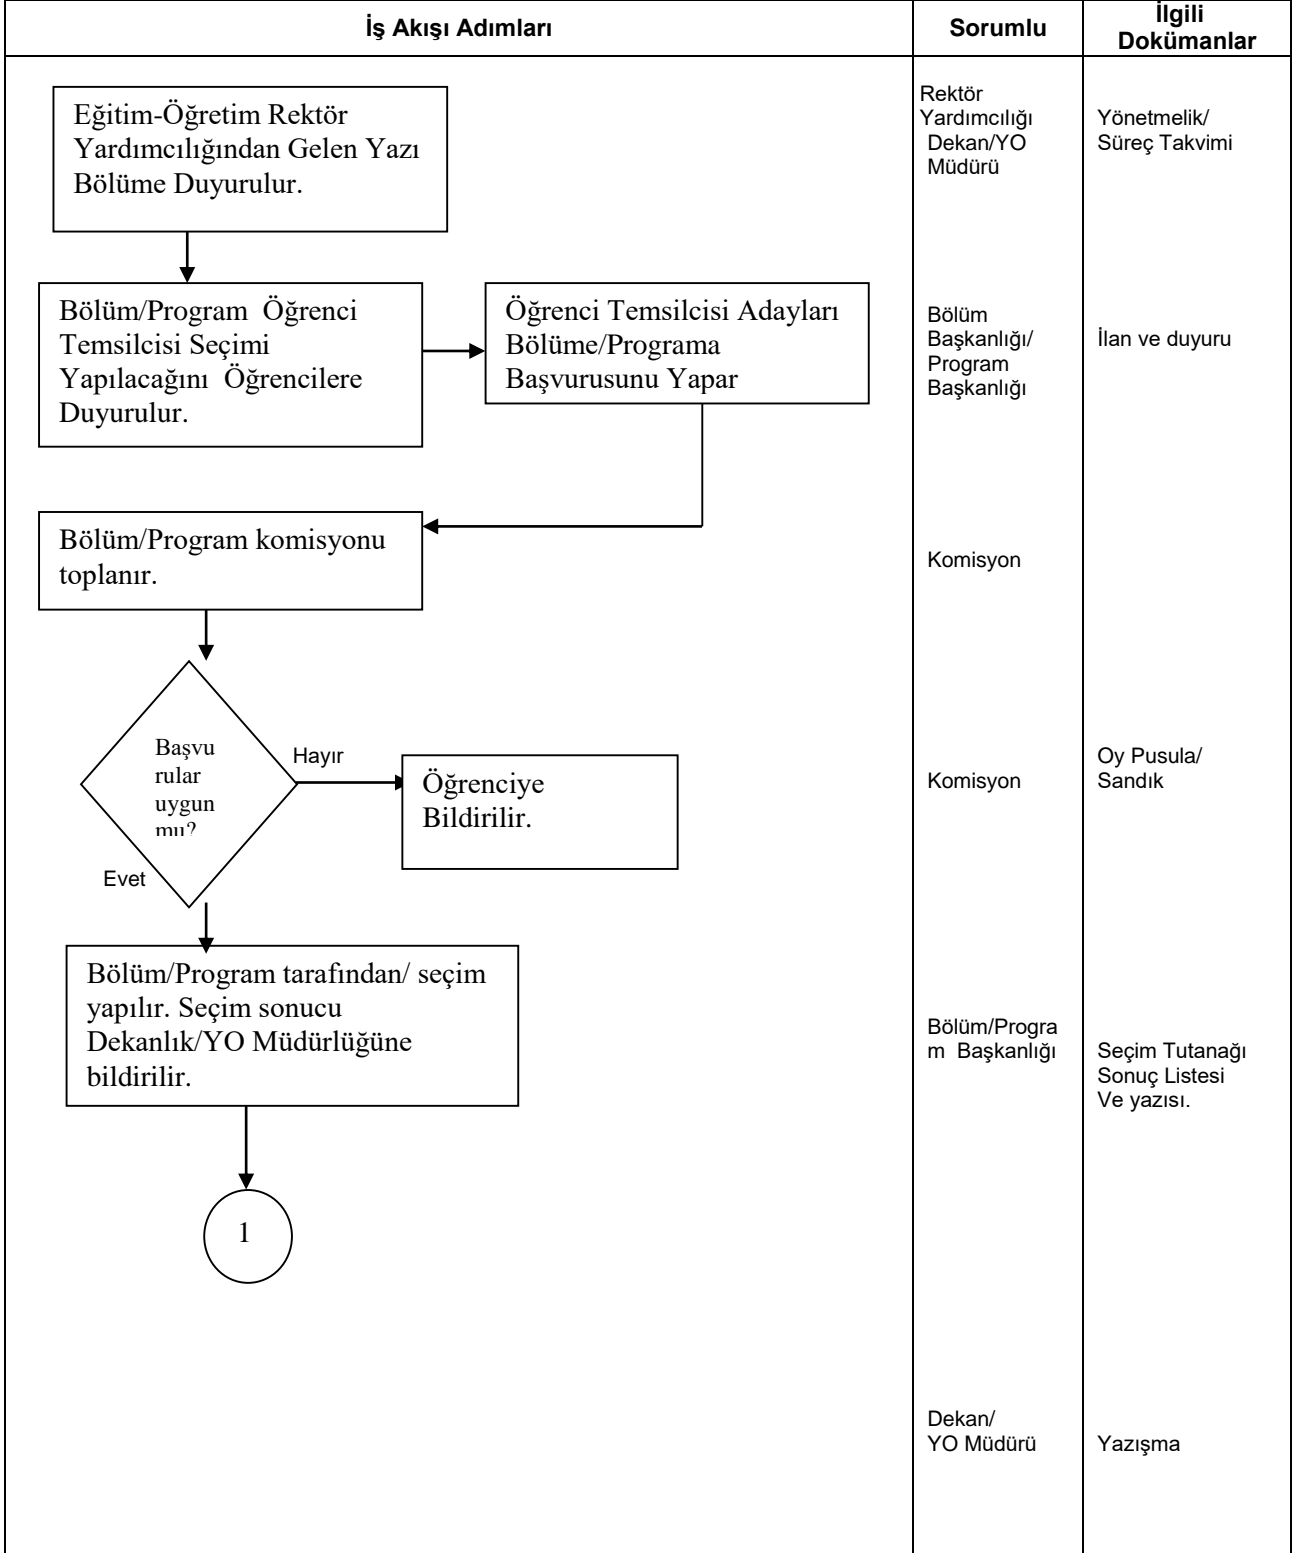 İş Akışı Adımları
Sorumlu
İlgili
Dokümanlar
Eğitim-Öğretim Rektör
Yardımcılığından Gelen Yazı
Bölüme Duyurulur.
Rektör
Yardımcılığı
Dekan/YO
Müdürü
Yönetmelik/
Süreç Takvimi
Bölüm/Program Öğrenci
Temsilcisi Seçimi
Yapılacağını Öğrencilere
Duyurulur.
Öğrenci Temsilcisi Adayları
Bölüme/Programa
Başvurusunu Yapar
Bölüm
Başkanlığı/
Program
Başkanlığı
İlan ve duyuru
Bölüm/Program komisyonu
toplanır.
Komisyon
Başvu
rular
uygun
mu?
Hayır
Evet
Öğrenciye
Bildirilir.
Komisyon
Oy Pusula/
Sandık
Bölüm/Program tarafından/ seçim
yapılır. Seçim sonucu
Dekanlık/YO Müdürlüğüne
bildirilir.
Bölüm/Progra
m Başkanlığı
Seçim Tutanağı
Sonuç Listesi
Ve yazısı.
1
Dekan/
YO Müdürü
Yazışma